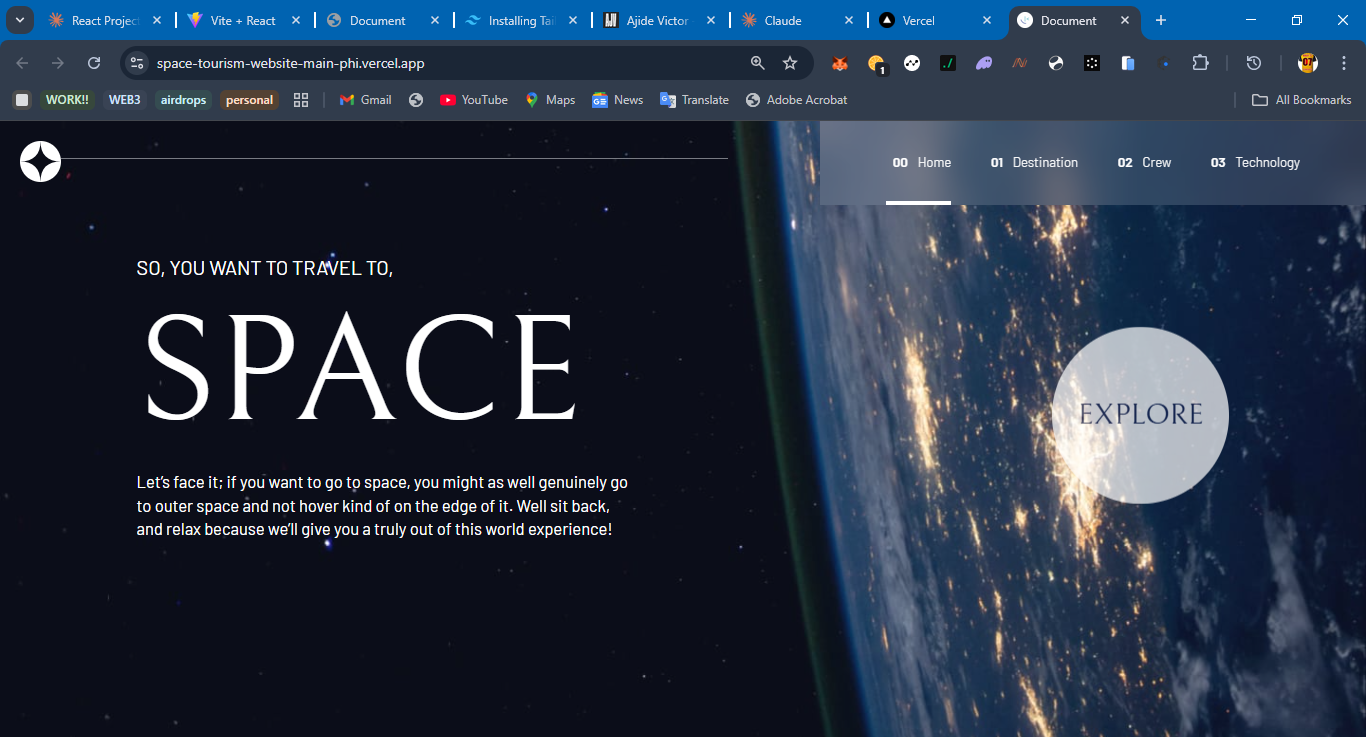 React Project
Vite + React
Document
Installing Tai
Ajide Victor
Claude
Vercel
Document
space-tourism-website-main-phi.vercel.app
1
WORK!!
WEB3
airdrops
personal
Gmail
YouTube
Maps
News
Translate
Adobe Acrobat
All Bookmarks
00 Home
01 Destination
02 Crew
03 Technology
SO, YOU WANT TO TRAVEL TO,
SPACE
Let’s face it; if you want to go to space, you might as well genuinely go
to outer space and not hover kind of on the edge of it. Well sit back,
and relax because we’ll give you a truly out of this world experience!
EXPLORE